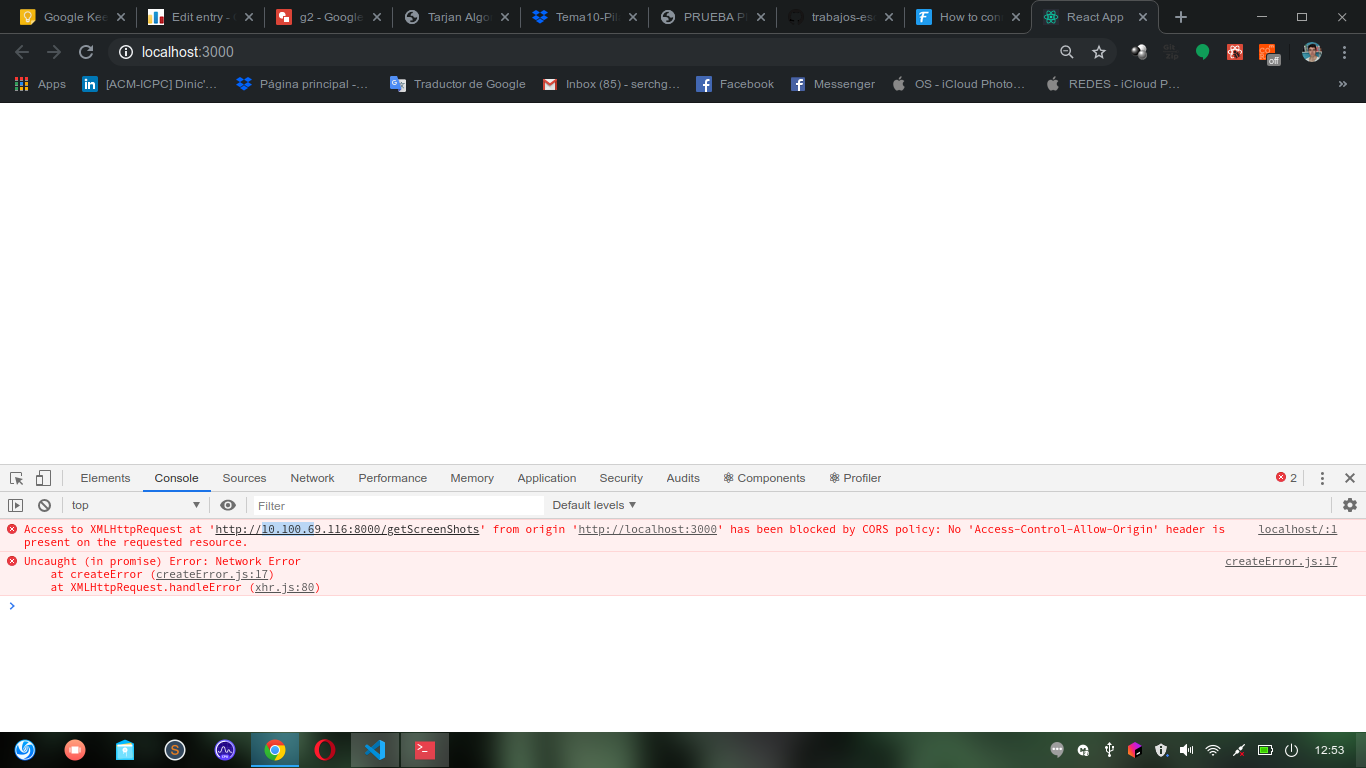 Google Kee
Edit entry -
g2 - Google
Tarjan Algo
Tema10-Pil
PRUEBA P
trabajos-esc
How to con
React App
localhost:3000
off
Apps
[ACM-ICPC] Dinic'...
Página principal -...
Traductor de Google
Inbox (85) - serchg...
Facebook
Messenger
OS - iCloud Photo...
REDES - iCloud P...
»
Elements
Console
Sources
Network
Performance
Memory
Application
Security
Audits
Components
Profiler
2
top
Filter
Default levels
Access to XMLHttpRequest at 'http://10.100.69.116:8000/getScreenShots' from origin 'http://localhost:3000' has been blocked by CORS policy: No 'Access-Control-Allow-Origin' header is
localhost/:1
present on the requested resource.
Uncaught (in promise) Error: Network Error
createError.js:17
at createError (createError.js:17)
at XMLHttpRequest.handleError (xhr.js:80)
12:53